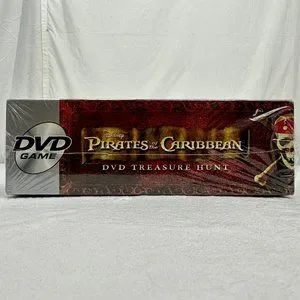 DVD
GAME
Disney
PIRATES of the CARIBBEAN
DVD TREASURE HUNT